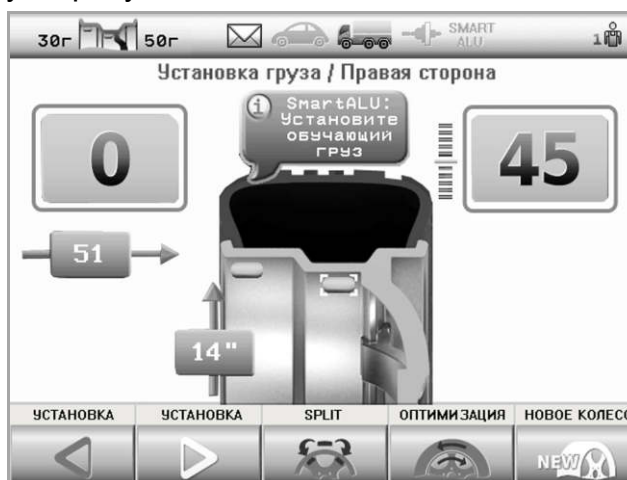 30г 50г SMART ALU 1
Установка груза / Правая сторона
SmartALU:
Установите
обучающий
груз
0
45
51
14"
УСТАНОВКА УСТАНОВКА SPLIT ОПТИМИЗАЦИЯ НОВОЕ КОЛЕСО
NEW